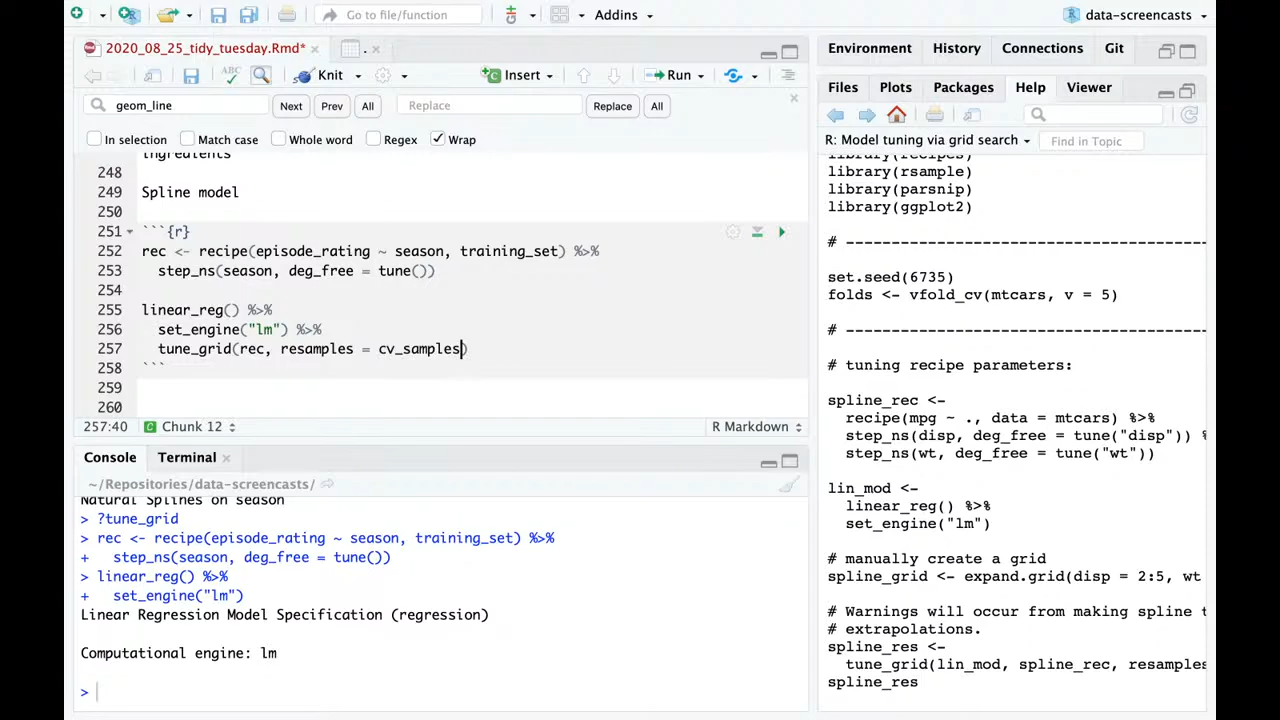 Go to file/function
Addins
data-screencasts
2020_08_25_tidy_tuesday.Rmd*
.
ABC
Knit
Insert
Run
geom_line
Next
Prev
All
Replace
Replace
All
In selection
Match case
Whole word
Regex
Wrap
ingredients
248
249 Spline model
250
251 ```{r}
252 rec <- recipe(episode_rating ~ season, training_set) %>%
253 step_ns(season, deg_free = tune())
254
255 linear_reg() %>%
256 set_engine("lm") %>%
257 tune_grid(rec, resamples = cv_samples)
258 ```
259
260
257:40
Chunk 12
R Markdown
Console
Terminal
~/Repositories/data-screencasts/
Natural Splines on season
> ?tune_grid
> rec <- recipe(episode_rating ~ season, training_set) %>%
+ step_ns(season, deg_free = tune())
> linear_reg() %>%
+ set_engine("lm")
Linear Regression Model Specification (regression)
Computational engine: lm
>
Environment
History
Connections
Git
Files
Plots
Packages
Help
Viewer
R: Model tuning via grid search
Find in Topic
library(recipes)
library(rsample)
library(parsnip)
library(ggplot2)
# -----------------------------------------
set.seed(6735)
folds <- vfold_cv(mtcars, v = 5)
# -----------------------------------------
# tuning recipe parameters:
spline_rec <-
recipe(mpg ~ ., data = mtcars) %>%
step_ns(disp, deg_free = tune("disp")) %
step_ns(wt, deg_free = tune("wt"))
lin_mod <-
linear_reg() %>%
set_engine("lm")
# manually create a grid
spline_grid <- expand.grid(disp = 2:5, wt
# Warnings will occur from making spline t
# extrapolations.
spline_res <-
tune_grid(lin_mod, spline_rec, resamples
spline_res